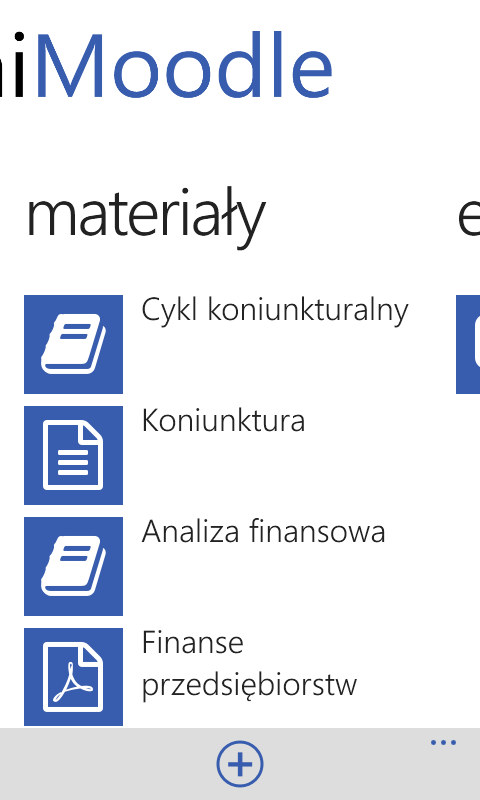 iMoodle
materiały
Cykl koniunkturalny
Koniunktura
Analiza finansowa
Finanse
przedsiębiorstw